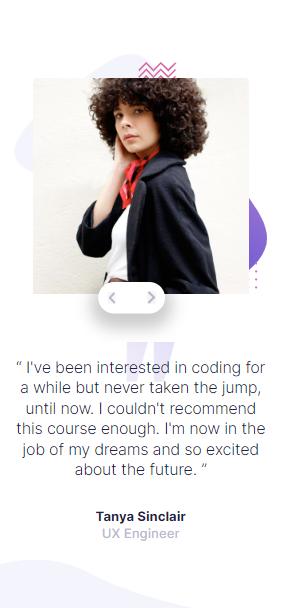 “ I've been interested in coding for
a while but never taken the jump,
until now. I couldn't recommend
this course enough. I'm now in the
job of my dreams and so excited
about the future. ”
Tanya Sinclair
UX Engineer